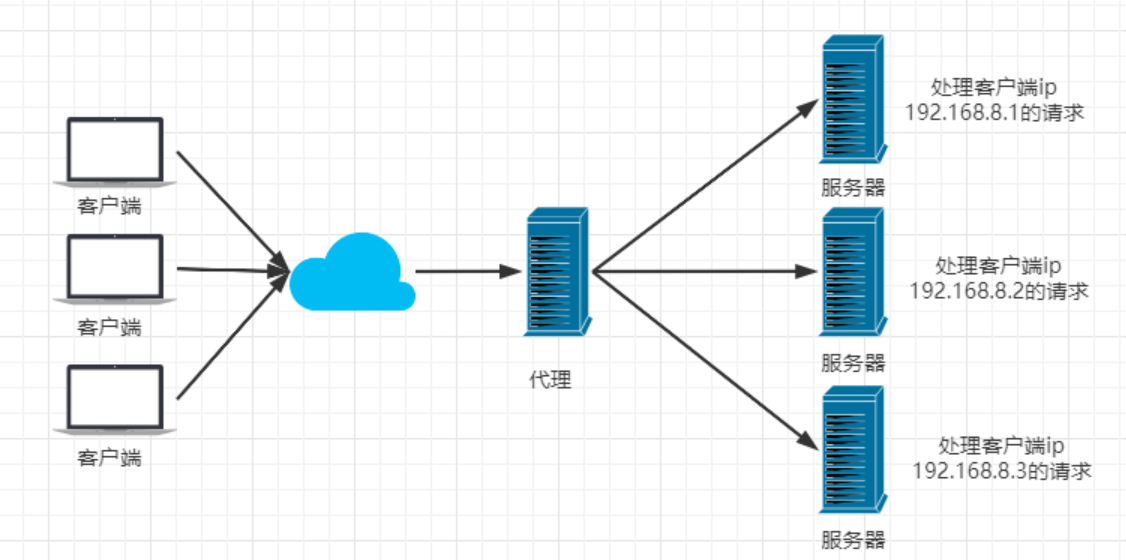 客户端
客户端
客户端
代理
处理客户端ip
192.168.8.1的请求
服务器
处理客户端ip
192.168.8.2的请求
服务器
处理客户端ip
192.168.8.3的请求
服务器